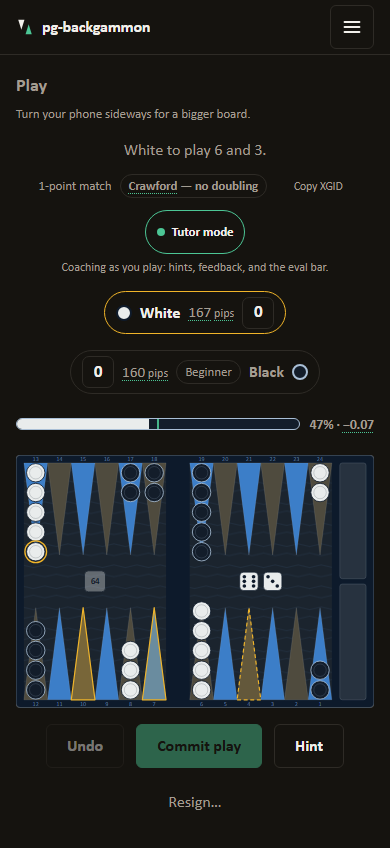 pg-backgammon
Play
Turn your phone sideways for a bigger board.
White to play 6 and 3.
1-point match Crawford — no doubling Copy XGID
Tutor mode
Coaching as you play: hints, feedback, and the eval bar.
White 167 pips 0
0 160 pips Beginner Black
47% · −0.07
13 14 15 16 17 18 19 20 21 22 23 24
64
12 11 10 9 8 7 6 5 4 3 2 1
Undo Commit play Hint
Resign...